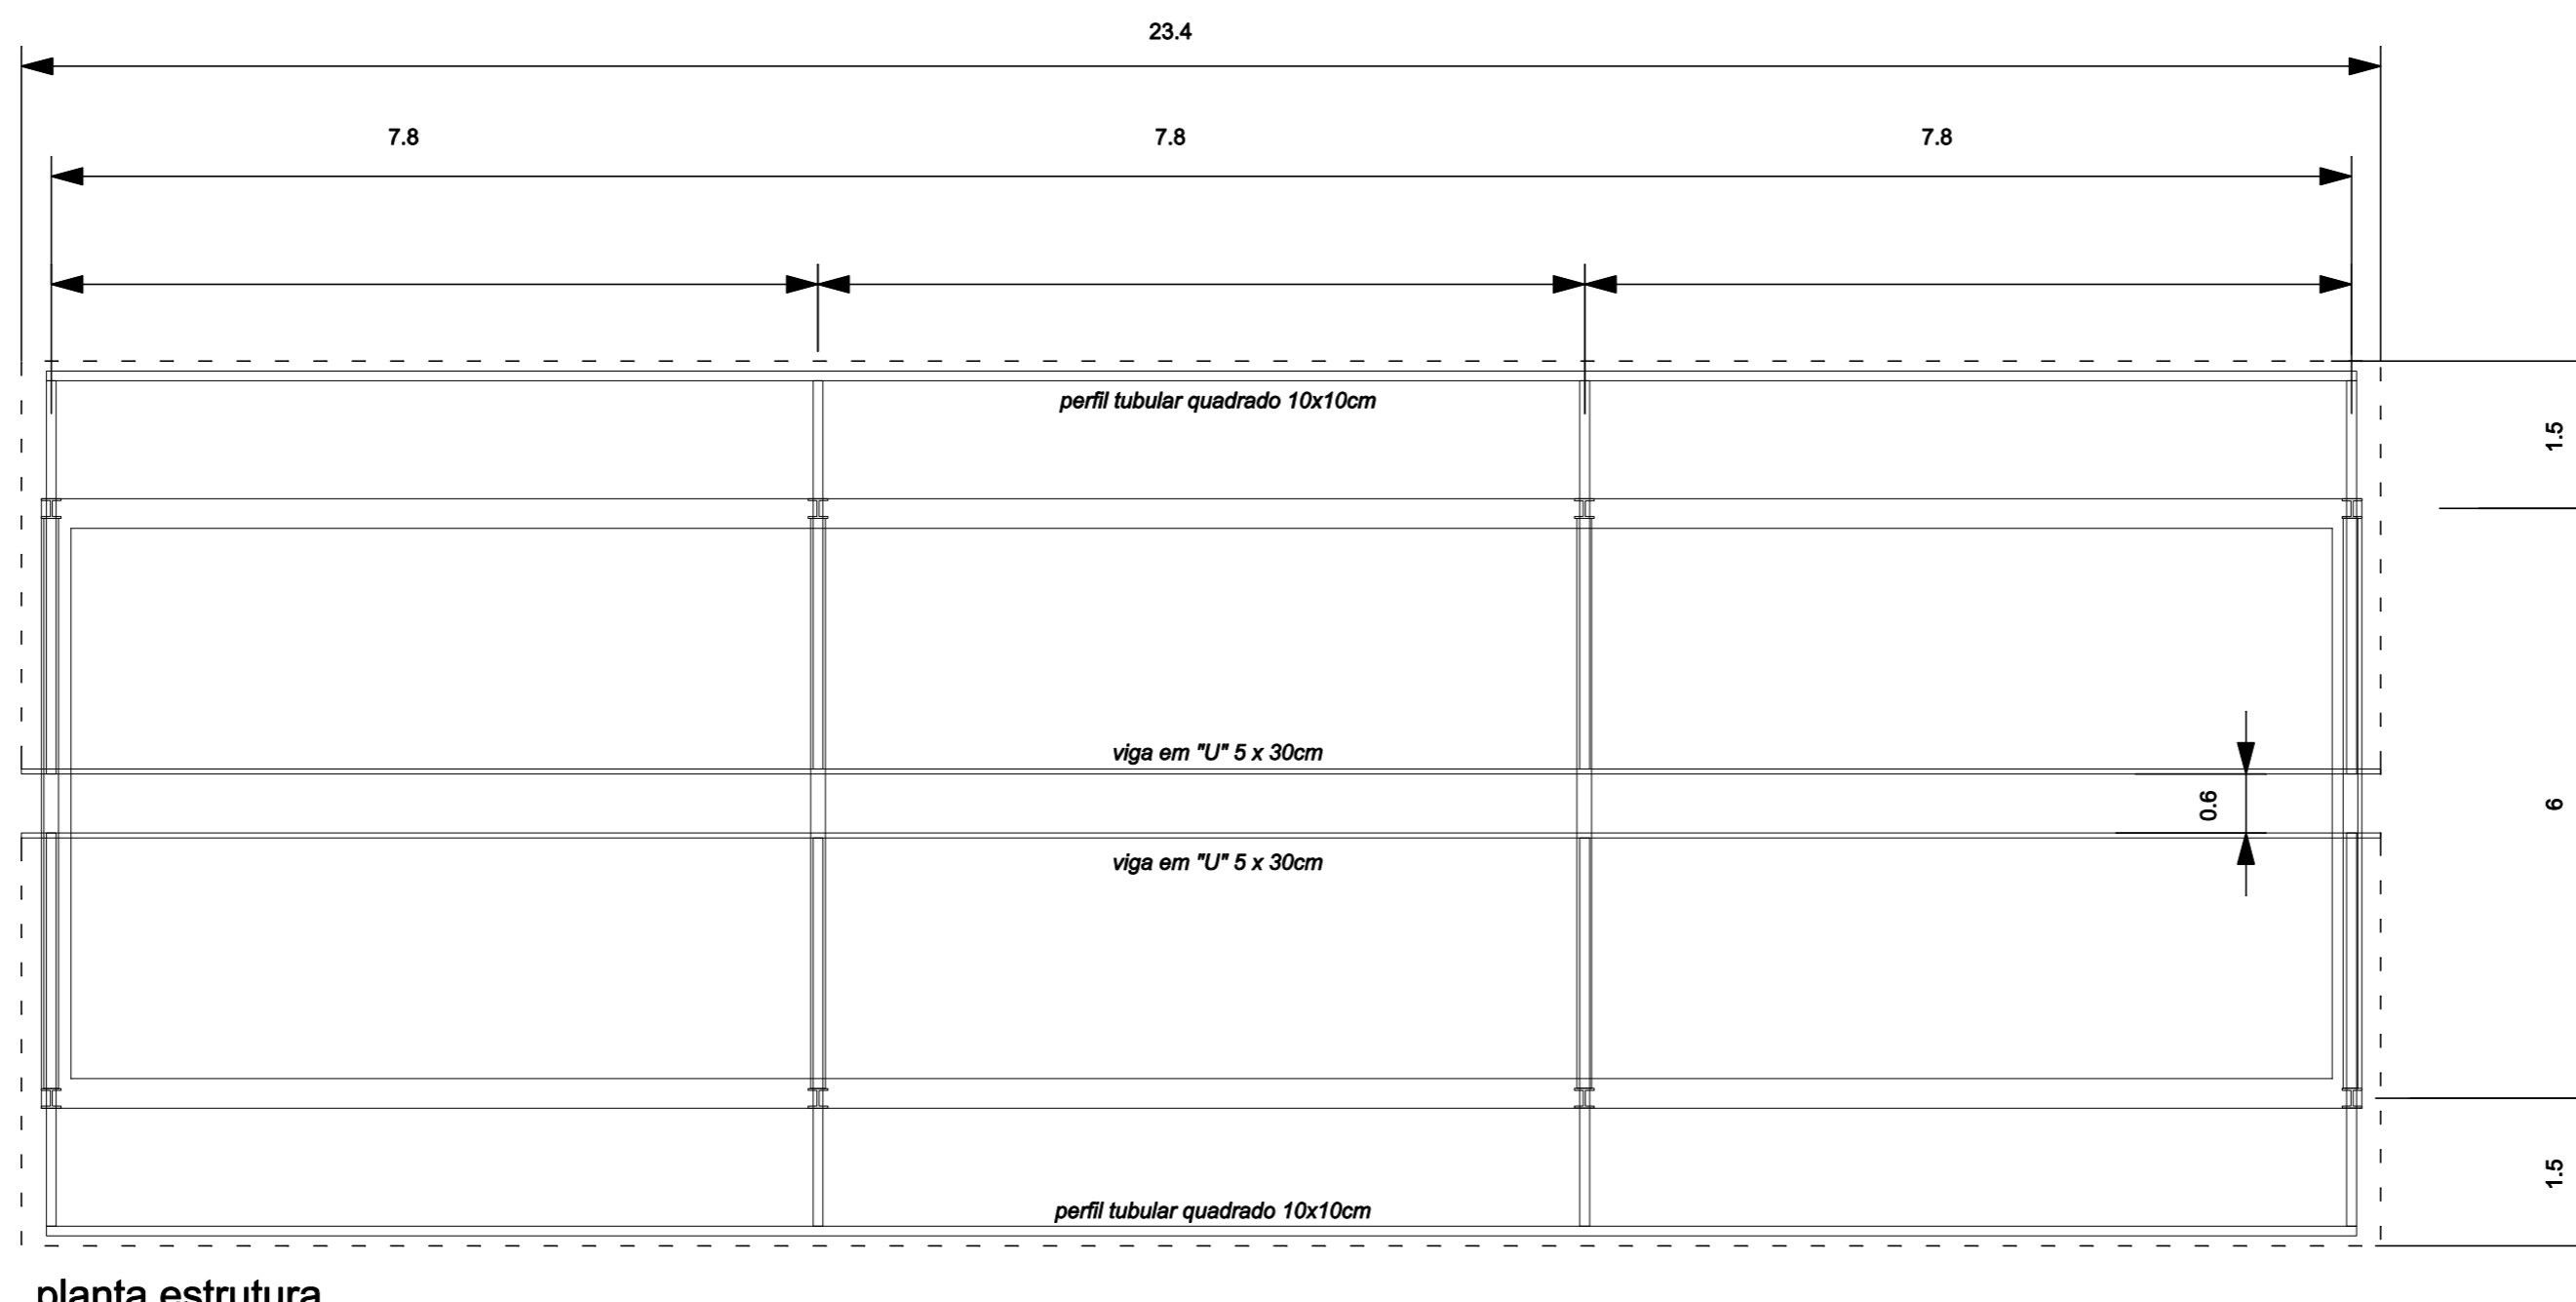 23.4
7.8 7.8 7.8
perfil tubular quadrado 10x10cm
1.5
viga em "U" 5 x 30cm
0.6
6
viga em "U" 5 x 30cm
1.5
perfil tubular quadrado 10x10cm
planta estrutura